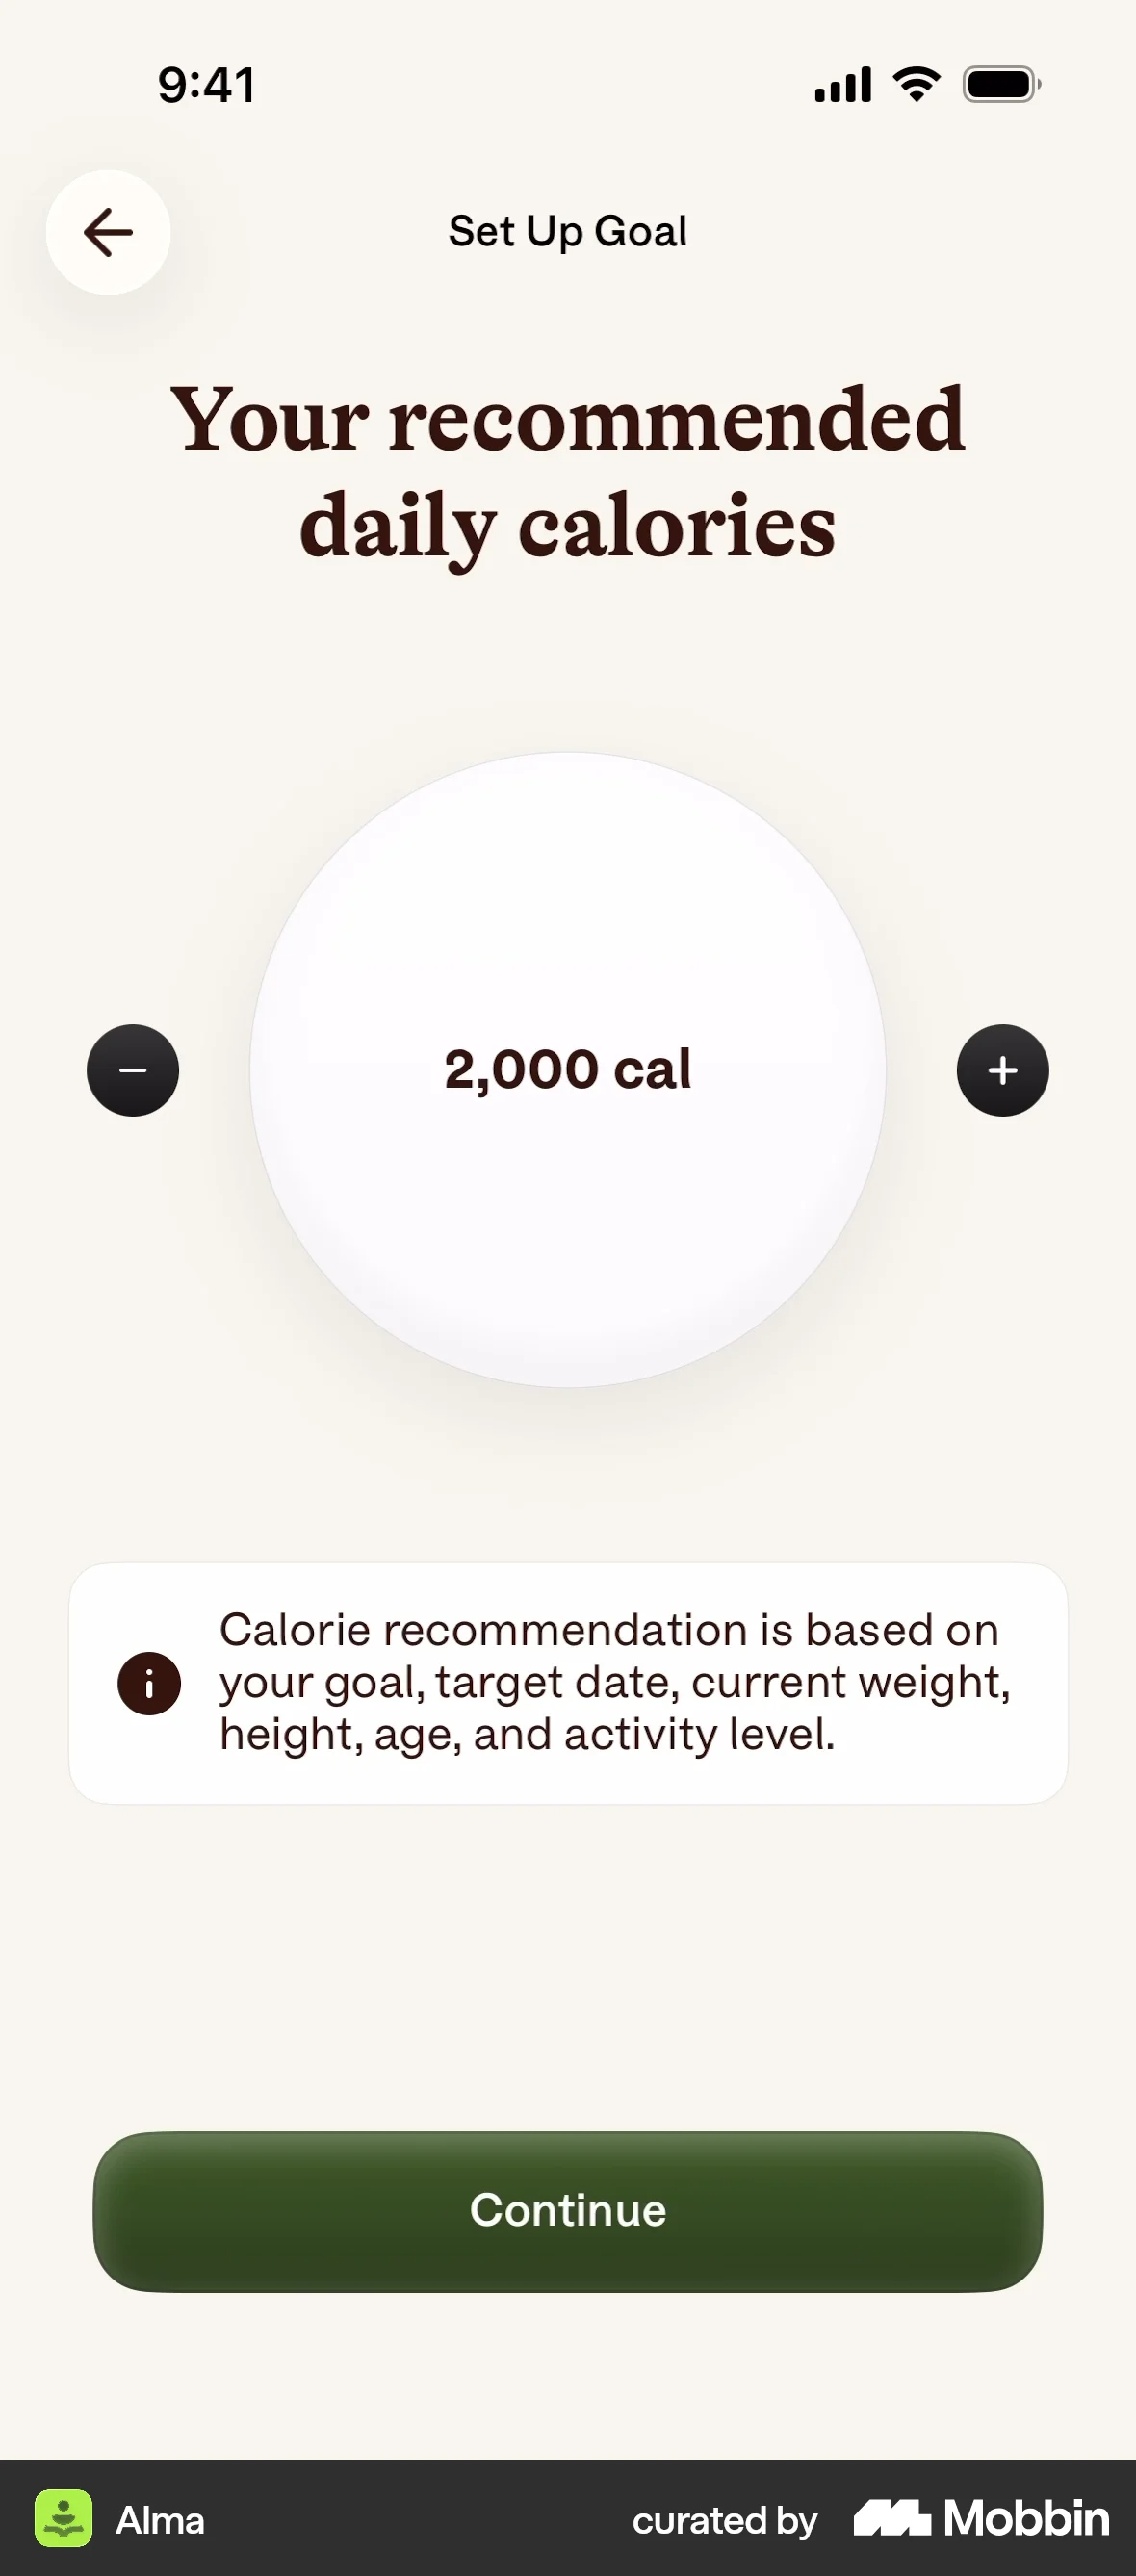 9:41
Set Up Goal
Your recommended
daily calories
2,000 cal
Calorie recommendation is based on
your goal, target date, current weight,
height, age, and activity level.
Continue
Alma
curated by Mobbin